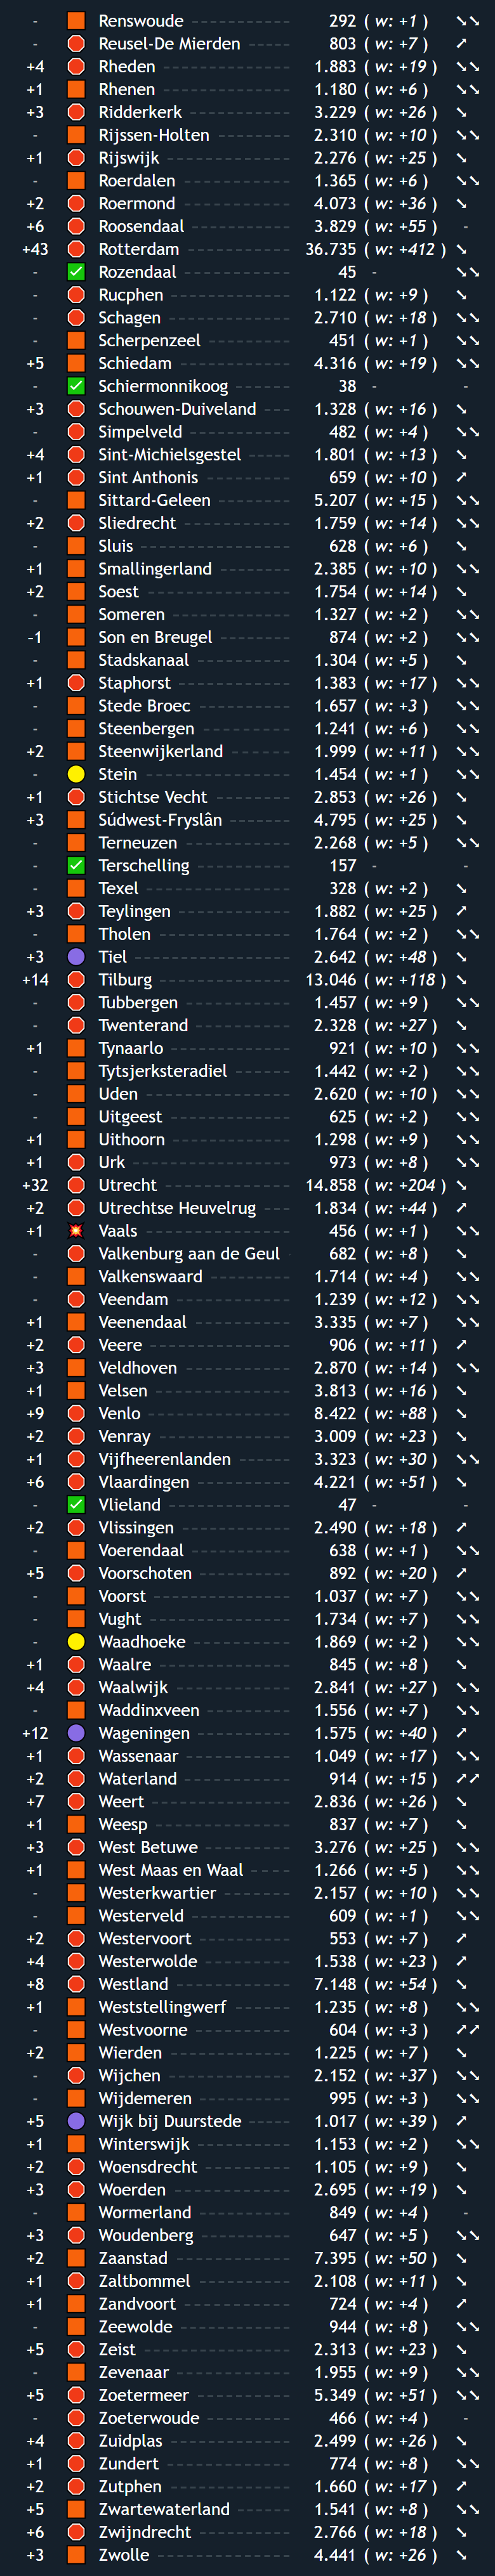 - Renswoude 292 ( w: +1 ) ↘↘
- Reusel-De Mierden 803 ( w: +7 ) ↗
+4 Rheden 1.883 ( w: +19 ) ↘↘
+1 Rhenen 1.180 ( w: +6 ) ↘↘
+3 Ridderkerk 3.229 ( w: +26 ) ↘
- Rijssen-Holten 2.310 ( w: +10 ) ↘↘
+1 Rijswijk 2.276 ( w: +25 ) ↘
- Roerdalen 1.365 ( w: +6 ) ↘↘
+2 Roermond 4.073 ( w: +36 ) ↘
+6 Roosendaal 3.829 ( w: +55 ) -
+43 Rotterdam 36.735 ( w: +412 ) ↘
- Rozendaal 45 - ↘↘
- Rucphen 1.122 ( w: +9 ) ↘
- Schagen 2.710 ( w: +18 ) ↘↘
- Scherpenzeel 451 ( w: +1 ) ↘↘
+5 Schiedam 4.316 ( w: +19 ) ↘↘
- Schiermonnikoog 38 - -
+3 Schouwen-Duiveland 1.328 ( w: +16 ) ↘
- Simpelveld 482 ( w: +4 ) ↘↘
+4 Sint-Michielsgestel 1.801 ( w: +13 ) ↘
+1 Sint Anthonis 659 ( w: +10 ) ↗
- Sittard-Geleen 5.207 ( w: +15 ) ↘↘
+2 Sliedrecht 1.759 ( w: +14 ) ↘↘
- Sluis 628 ( w: +6 ) ↘
+1 Smallingerland 2.385 ( w: +10 ) ↘↘
+2 Soest 1.754 ( w: +14 ) ↘
- Someren 1.327 ( w: +2 ) ↘↘
-1 Son en Breugel 874 ( w: +2 ) ↘↘
- Stadskanaal 1.304 ( w: +5 ) ↘
+1 Staphorst 1.383 ( w: +17 ) ↘↘
- Stede Broec 1.657 ( w: +3 ) ↘↘
- Steenbergen 1.241 ( w: +6 ) ↘↘
+2 Steenwijkerland 1.999 ( w: +11 ) ↘↘
- Stein 1.454 ( w: +1 ) ↘↘
+1 Stichtse Vecht 2.853 ( w: +26 ) ↘
+3 Súdwest-Fryslân 4.795 ( w: +25 ) ↘
- Terneuzen 2.268 ( w: +5 ) ↘↘
- Terschelling 157 - -
- Texel 328 ( w: +2 ) ↘
+3 Teylingen 1.882 ( w: +25 ) ↗
- Tholen 1.764 ( w: +2 ) ↘↘
+3 Tiel 2.642 ( w: +48 ) ↘
+14 Tilburg 13.046 ( w: +118 ) ↘
- Tubbergen 1.457 ( w: +9 ) ↘↘
- Twenterand 2.328 ( w: +27 ) ↘
+1 Tynaarlo 921 ( w: +10 ) ↘↘
- Tytsjerksteradiel 1.442 ( w: +2 ) ↘↘
- Uden 2.620 ( w: +10 ) ↘↘
- Uitgeest 625 ( w: +2 ) ↘↘
+1 Uithoorn 1.298 ( w: +9 ) ↘↘
+1 Urk 973 ( w: +8 ) ↘↘
+32 Utrecht 14.858 ( w: +204 ) ↘
+2 Utrechtse Heuvelrug 1.834 ( w: +44 ) ↗
+1 Vaals 456 ( w: +1 ) ↘↘
- Valkenburg aan de Geul 682 ( w: +8 ) ↘
- Valkenswaard 1.714 ( w: +4 ) ↘↘
- Veendam 1.239 ( w: +12 ) ↘↘
+1 Veenendaal 3.335 ( w: +7 ) ↘↘
+2 Veere 906 ( w: +11 ) ↗
+3 Veldhoven 2.870 ( w: +14 ) ↘↘
+1 Velsen 3.813 ( w: +16 ) ↘
+9 Venlo 8.422 ( w: +88 ) ↘
+2 Venray 3.009 ( w: +23 ) ↘
+1 Vijfheerenlanden 3.323 ( w: +30 ) ↘↘
+6 Vlaardingen 4.221 ( w: +51 ) ↘
- Vlieland 47 - -
+2 Vlissingen 2.490 ( w: +18 ) ↗
- Voerendaal 638 ( w: +1 ) ↘↘
+5 Voorschoten 892 ( w: +20 ) ↗
- Voorst 1.037 ( w: +7 ) ↘↘
- Vught 1.734 ( w: +7 ) ↘↘
- Waadhoeke 1.869 ( w: +2 ) ↘↘
+1 Waalre 845 ( w: +8 ) ↘
+4 Waalwijk 2.841 ( w: +27 ) ↘↘
- Waddinxveen 1.556 ( w: +7 ) ↘↘
+12 Wageningen 1.575 ( w: +40 ) ↗
+1 Wassenaar 1.049 ( w: +17 ) ↘↘
+2 Waterland 914 ( w: +15 ) ↗↗
+7 Weert 2.836 ( w: +26 ) ↘
+1 Weesp 837 ( w: +7 ) ↘
+3 West Betuwe 3.276 ( w: +25 ) ↘↘
+1 West Maas en Waal 1.266 ( w: +5 ) ↘↘
- Westerkwartier 2.157 ( w: +10 ) ↘↘
- Westerveld 609 ( w: +1 ) ↘↘
+2 Westervoort 553 ( w: +7 ) ↗
+4 Westerwolde 1.538 ( w: +23 ) ↗
+8 Westland 7.148 ( w: +54 ) ↘
+1 Weststellingwerf 1.235 ( w: +8 ) ↘↘
- Westvoorne 604 ( w: +3 ) ↗↗
+2 Wierden 1.225 ( w: +7 ) ↘
- Wijchen 2.152 ( w: +37 ) ↘↘
- Wijdemeren 995 ( w: +3 ) ↘↘
+5 Wijk bij Duurstede 1.017 ( w: +39 ) ↗
+1 Winterswijk 1.153 ( w: +2 ) ↘↘
+2 Woensdrecht 1.105 ( w: +9 ) ↘
+3 Woerden 2.695 ( w: +19 ) ↘
- Wormerland 849 ( w: +4 ) -
+3 Woudenberg 647 ( w: +5 ) ↘↘
+2 Zaanstad 7.395 ( w: +50 ) ↘
+1 Zaltbommel 2.108 ( w: +11 ) ↘
+1 Zandvoort 724 ( w: +4 ) ↗
- Zeewolde 944 ( w: +8 ) ↘↘
+5 Zeist 2.313 ( w: +23 ) ↘
- Zevenaar 1.955 ( w: +9 ) ↘↘
+5 Zoetermeer 5.349 ( w: +51 ) ↘↘
- Zoeterwoude 466 ( w: +4 ) -
+4 Zuidplas 2.499 ( w: +26 ) ↘
+1 Zundert 774 ( w: +8 ) ↘↘
+2 Zutphen 1.660 ( w: +17 ) ↗
+5 Zwartewaterland 1.541 ( w: +8 ) ↘↘
+6 Zwijndrecht 2.766 ( w: +18 ) ↘
+3 Zwolle 4.441 ( w: +26 ) ↘